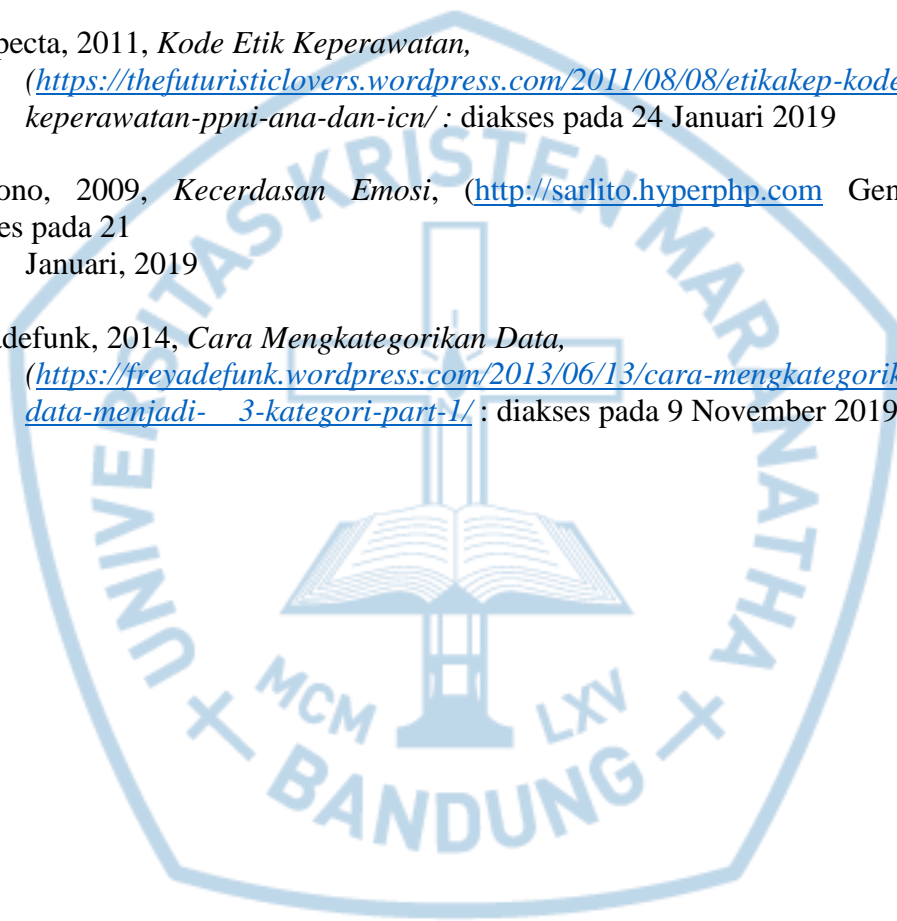 pecta, 2011, Kode Etik Keperawatan,
(https://thefuturisticlovers.wordpress.com/2011/08/08/etikakep-kode
keperawatan-ppni-ana-dan-icn/ : diakses pada 24 Januari 2019
ono, 2009, Kecerdasan Emosi, (http://sarlito.hyperphp.com Gen
es pada 21
Januari, 2019
defunk, 2014, Cara Mengkategorikan Data,
(https://freyadefunk.wordpress.com/2013/06/13/cara-mengkategorik
data-menjadi- 3-kategori-part-1/ : diakses pada 9 November 2019
UNIVERSITAS KRISTEN MARANATHA
MCM LXV
BANDUNG